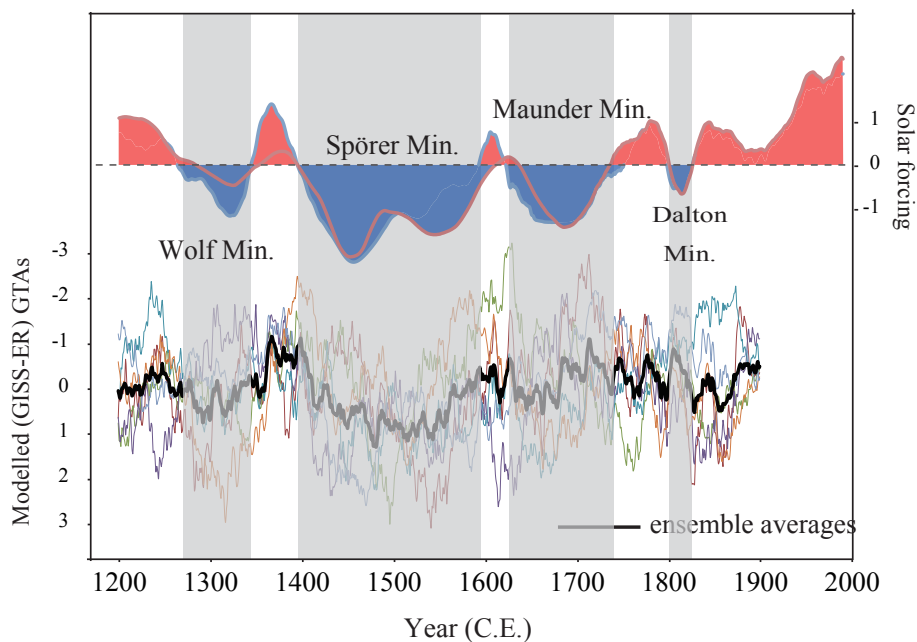 Maunder Min.
Spörer Min.
Wolf Min.
Dalton
Min.
1
0
-1
Solar forcing
-3
-2
-1
0
1
2
3
Modelled (GISS-ER) GTAs
ensemble averages
1200 1300 1400 1500 1600 1700 1800 1900 2000
Year (C.E.)